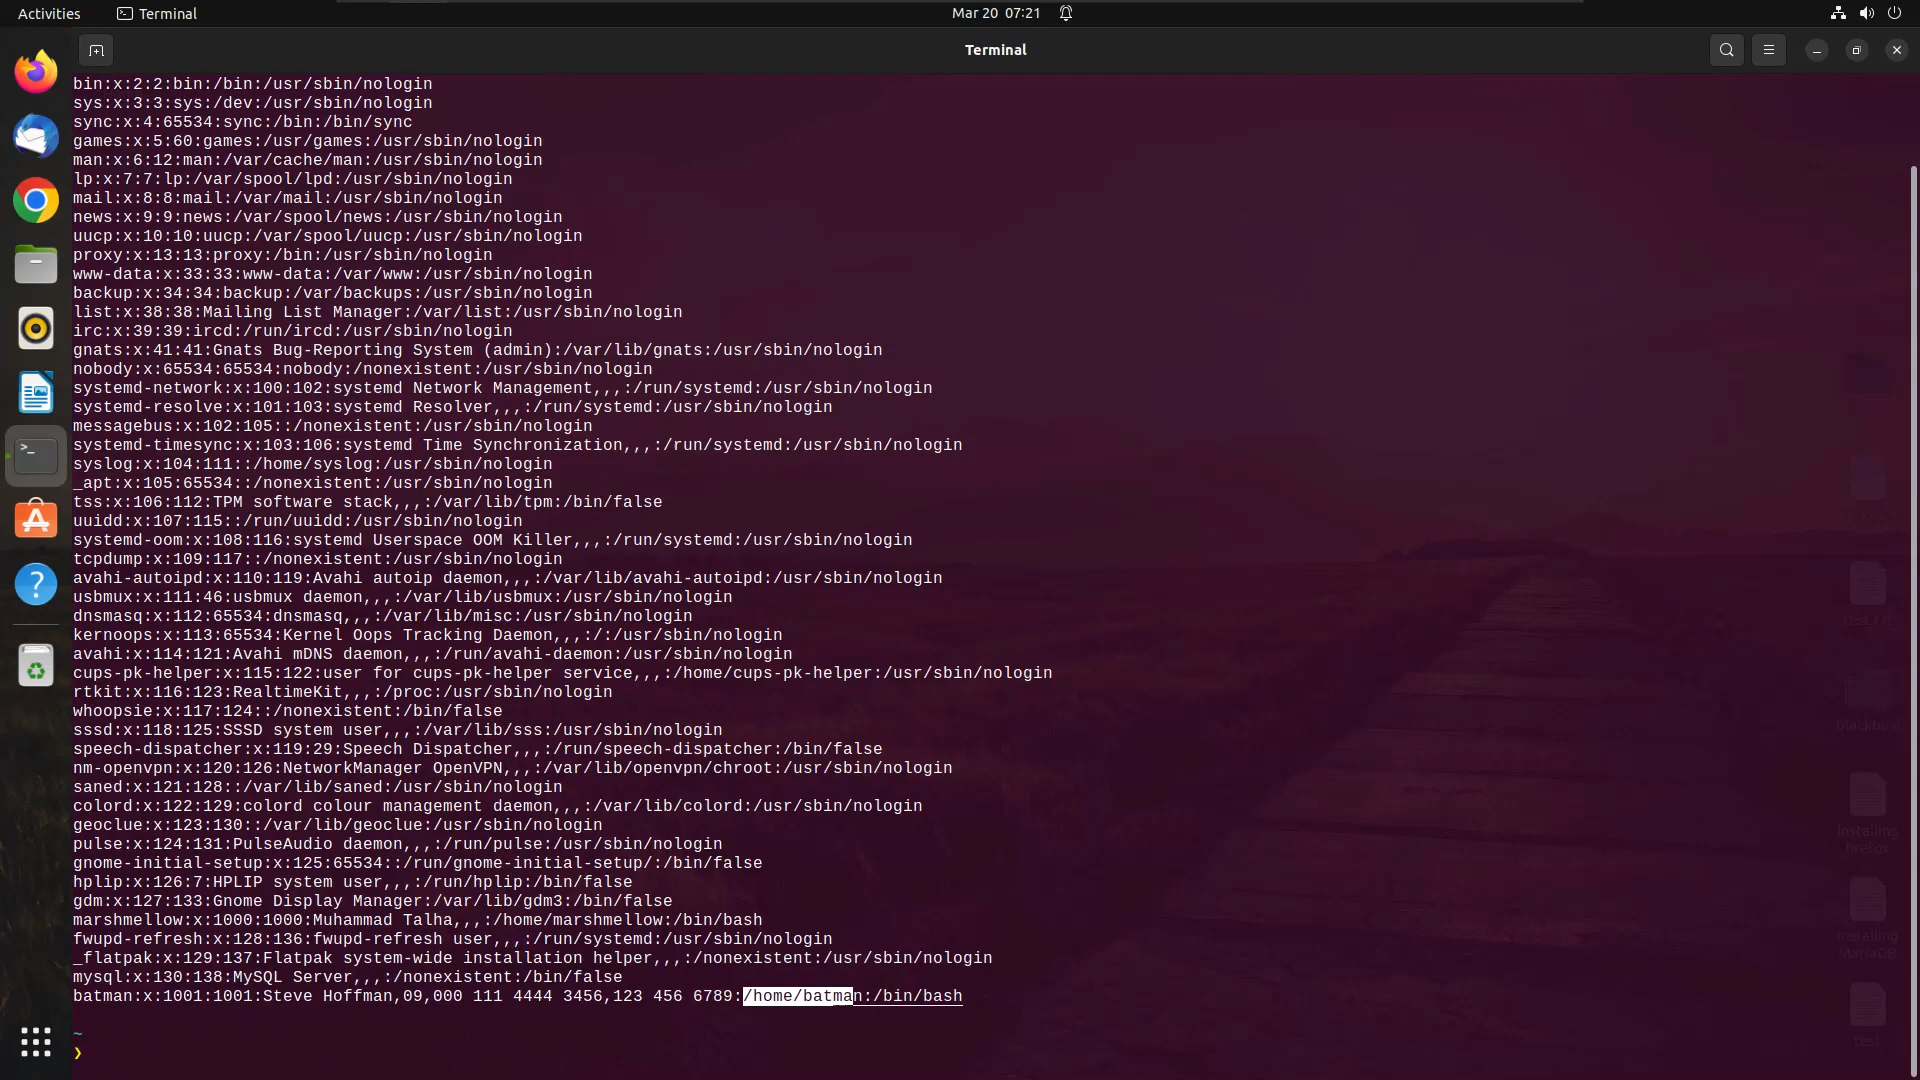 Activities
Terminal
Mar 20 07:21
Terminal
bin:x:2:2:bin:/bin:/usr/sbin/nologin
sys:x:3:3:sys:/dev:/usr/sbin/nologin
sync:x:4:65534:sync:/bin:/bin/sync
games:x:5:60:games:/usr/games:/usr/sbin/nologin
man:x:6:12:man:/var/cache/man:/usr/sbin/nologin
lp:x:7:7:lp:/var/spool/lpd:/usr/sbin/nologin
mail:x:8:8:mail:/var/mail:/usr/sbin/nologin
news:x:9:9:news:/var/spool/news:/usr/sbin/nologin
uucp:x:10:10:uucp:/var/spool/uucp:/usr/sbin/nologin
proxy:x:13:13:proxy:/bin:/usr/sbin/nologin
www-data:x:33:33:www-data:/var/www:/usr/sbin/nologin
backup:x:34:34:backup:/var/backups:/usr/sbin/nologin
list:x:38:38:Mailing List Manager:/var/list:/usr/sbin/nologin
irc:x:39:39:ircd:/run/ircd:/usr/sbin/nologin
gnats:x:41:41:Gnats Bug-Reporting System (admin):/var/lib/gnats:/usr/sbin/nologin
nobody:x:65534:65534:nobody:/nonexistent:/usr/sbin/nologin
systemd-network:x:100:102:systemd Network Management,,,:/run/systemd:/usr/sbin/nologin
systemd-resolve:x:101:103:systemd Resolver,,,:/run/systemd:/usr/sbin/nologin
messagebus:x:102:105::/nonexistent:/usr/sbin/nologin
systemd-timesync:x:103:106:systemd Time Synchronization,,,:/run/systemd:/usr/sbin/nologin
syslog:x:104:111::/home/syslog:/usr/sbin/nologin
_apt:x:105:65534::/nonexistent:/usr/sbin/nologin
tss:x:106:112:TPM software stack,,,:/var/lib/tpm:/bin/false
uuidd:x:107:115::/run/uuidd:/usr/sbin/nologin
systemd-oom:x:108:116:systemd Userspace OOM Killer,,,:/run/systemd:/usr/sbin/nologin
tcpdump:x:109:117::/nonexistent:/usr/sbin/nologin
avahi-autoipd:x:110:119:Avahi autoip daemon,,,:/var/lib/avahi-autoipd:/usr/sbin/nologin
usbmux:x:111:46:usbmux daemon,,,:/var/lib/usbmux:/usr/sbin/nologin
dnsmasq:x:112:65534:dnsmasq,,,:/var/lib/misc:/usr/sbin/nologin
kernoops:x:113:65534:Kernel Oops Tracking Daemon,,,:/:/usr/sbin/nologin
avahi:x:114:121:Avahi mDNS daemon,,,:/run/avahi-daemon:/usr/sbin/nologin
cups-pk-helper:x:115:122:user for cups-pk-helper service,,,:/home/cups-pk-helper:/usr/sbin/nologin
rtkit:x:116:123:RealtimeKit,,,:/proc:/usr/sbin/nologin
whoopsie:x:117:124::/nonexistent:/bin/false
sssd:x:118:125:SSSD system user,,,:/var/lib/sss:/usr/sbin/nologin
speech-dispatcher:x:119:29:Speech Dispatcher,,,:/run/speech-dispatcher:/bin/false
nm-openvpn:x:120:126:NetworkManager OpenVPN,,,:/var/lib/openvpn/chroot:/usr/sbin/nologin
saned:x:121:128::/var/lib/saned:/usr/sbin/nologin
colord:x:122:129:colord colour management daemon,,,:/var/lib/colord:/usr/sbin/nologin
geoclue:x:123:130::/var/lib/geoclue:/usr/sbin/nologin
pulse:x:124:131:PulseAudio daemon,,,:/run/pulse:/usr/sbin/nologin
gnome-initial-setup:x:125:65534::/run/gnome-initial-setup/:/bin/false
hplip:x:126:7:HPLIP system user,,,:/run/hplip:/bin/false
gdm:x:127:133:Gnome Display Manager:/var/lib/gdm3:/bin/false
marshmellow:x:1000:1000:Muhammad Talha,,,:/home/marshmellow:/bin/bash
fwupd-refresh:x:128:136:fwupd-refresh user,,,:/run/systemd:/usr/sbin/nologin
_flatpak:x:129:137:Flatpak system-wide installation helper,,,:/nonexistent:/usr/sbin/nologin
mysql:x:130:138:MySQL Server,,,:/nonexistent:/bin/false
batman:x:1001:1001:Steve Hoffman,09,000 111 4444 3456,123 456 6789:/home/batman:/bin/bash
~
❯
installing
firefox
installing
MariaDB
test